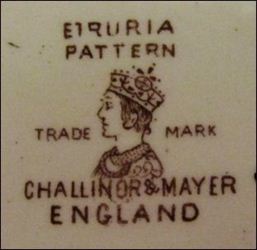 ETRURIA
PATTERN
TRADE MARK
CHALLINOR & MAYER
ENGLAND